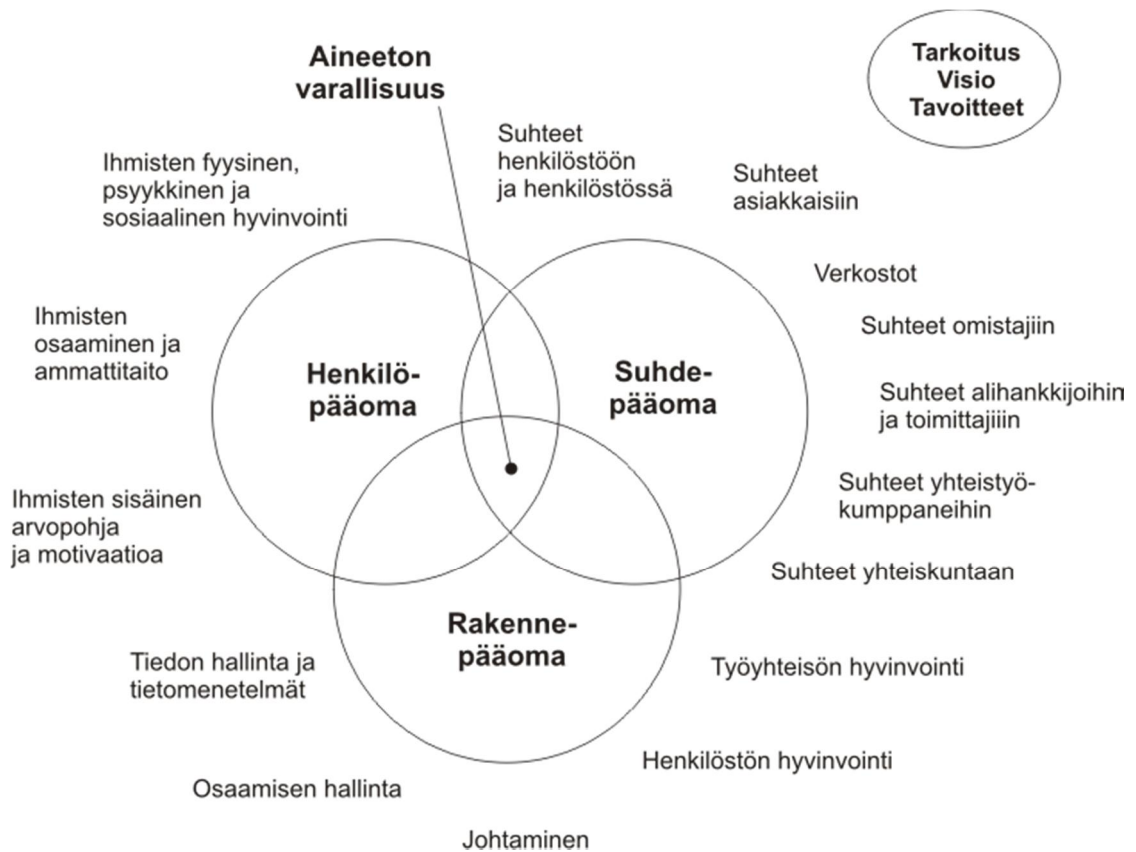 Aineeton
varallisuus
Tarkoitus
Visio
Tavoitteet
Ihmisten fyysinen,
psyykkinen ja
sosiaalinen hyvinvointi
Suhteet
henkilöstöön
ja henkilöstössä
Suhteet
asiakkaisiin
Verkostot
Ihmisten
osaaminen ja
ammattitaito
Suhteet omistajiin
Henkilö-
pääoma
Suhde-
pääoma
Suhteet alihankkijoihin
ja toimittajiiin
Ihmisten sisäinen
arvopohja
ja motivaatioa
Suhteet yhteistyö-
kumppaneihin
Suhteet yhteiskuntaan
Rakenne-
pääoma
Tiedon hallinta ja
tietomenetelmät
Työyhteisön hyvinvointi
Henkilöstön hyvinvointi
Osaamisen hallinta
Johtaminen